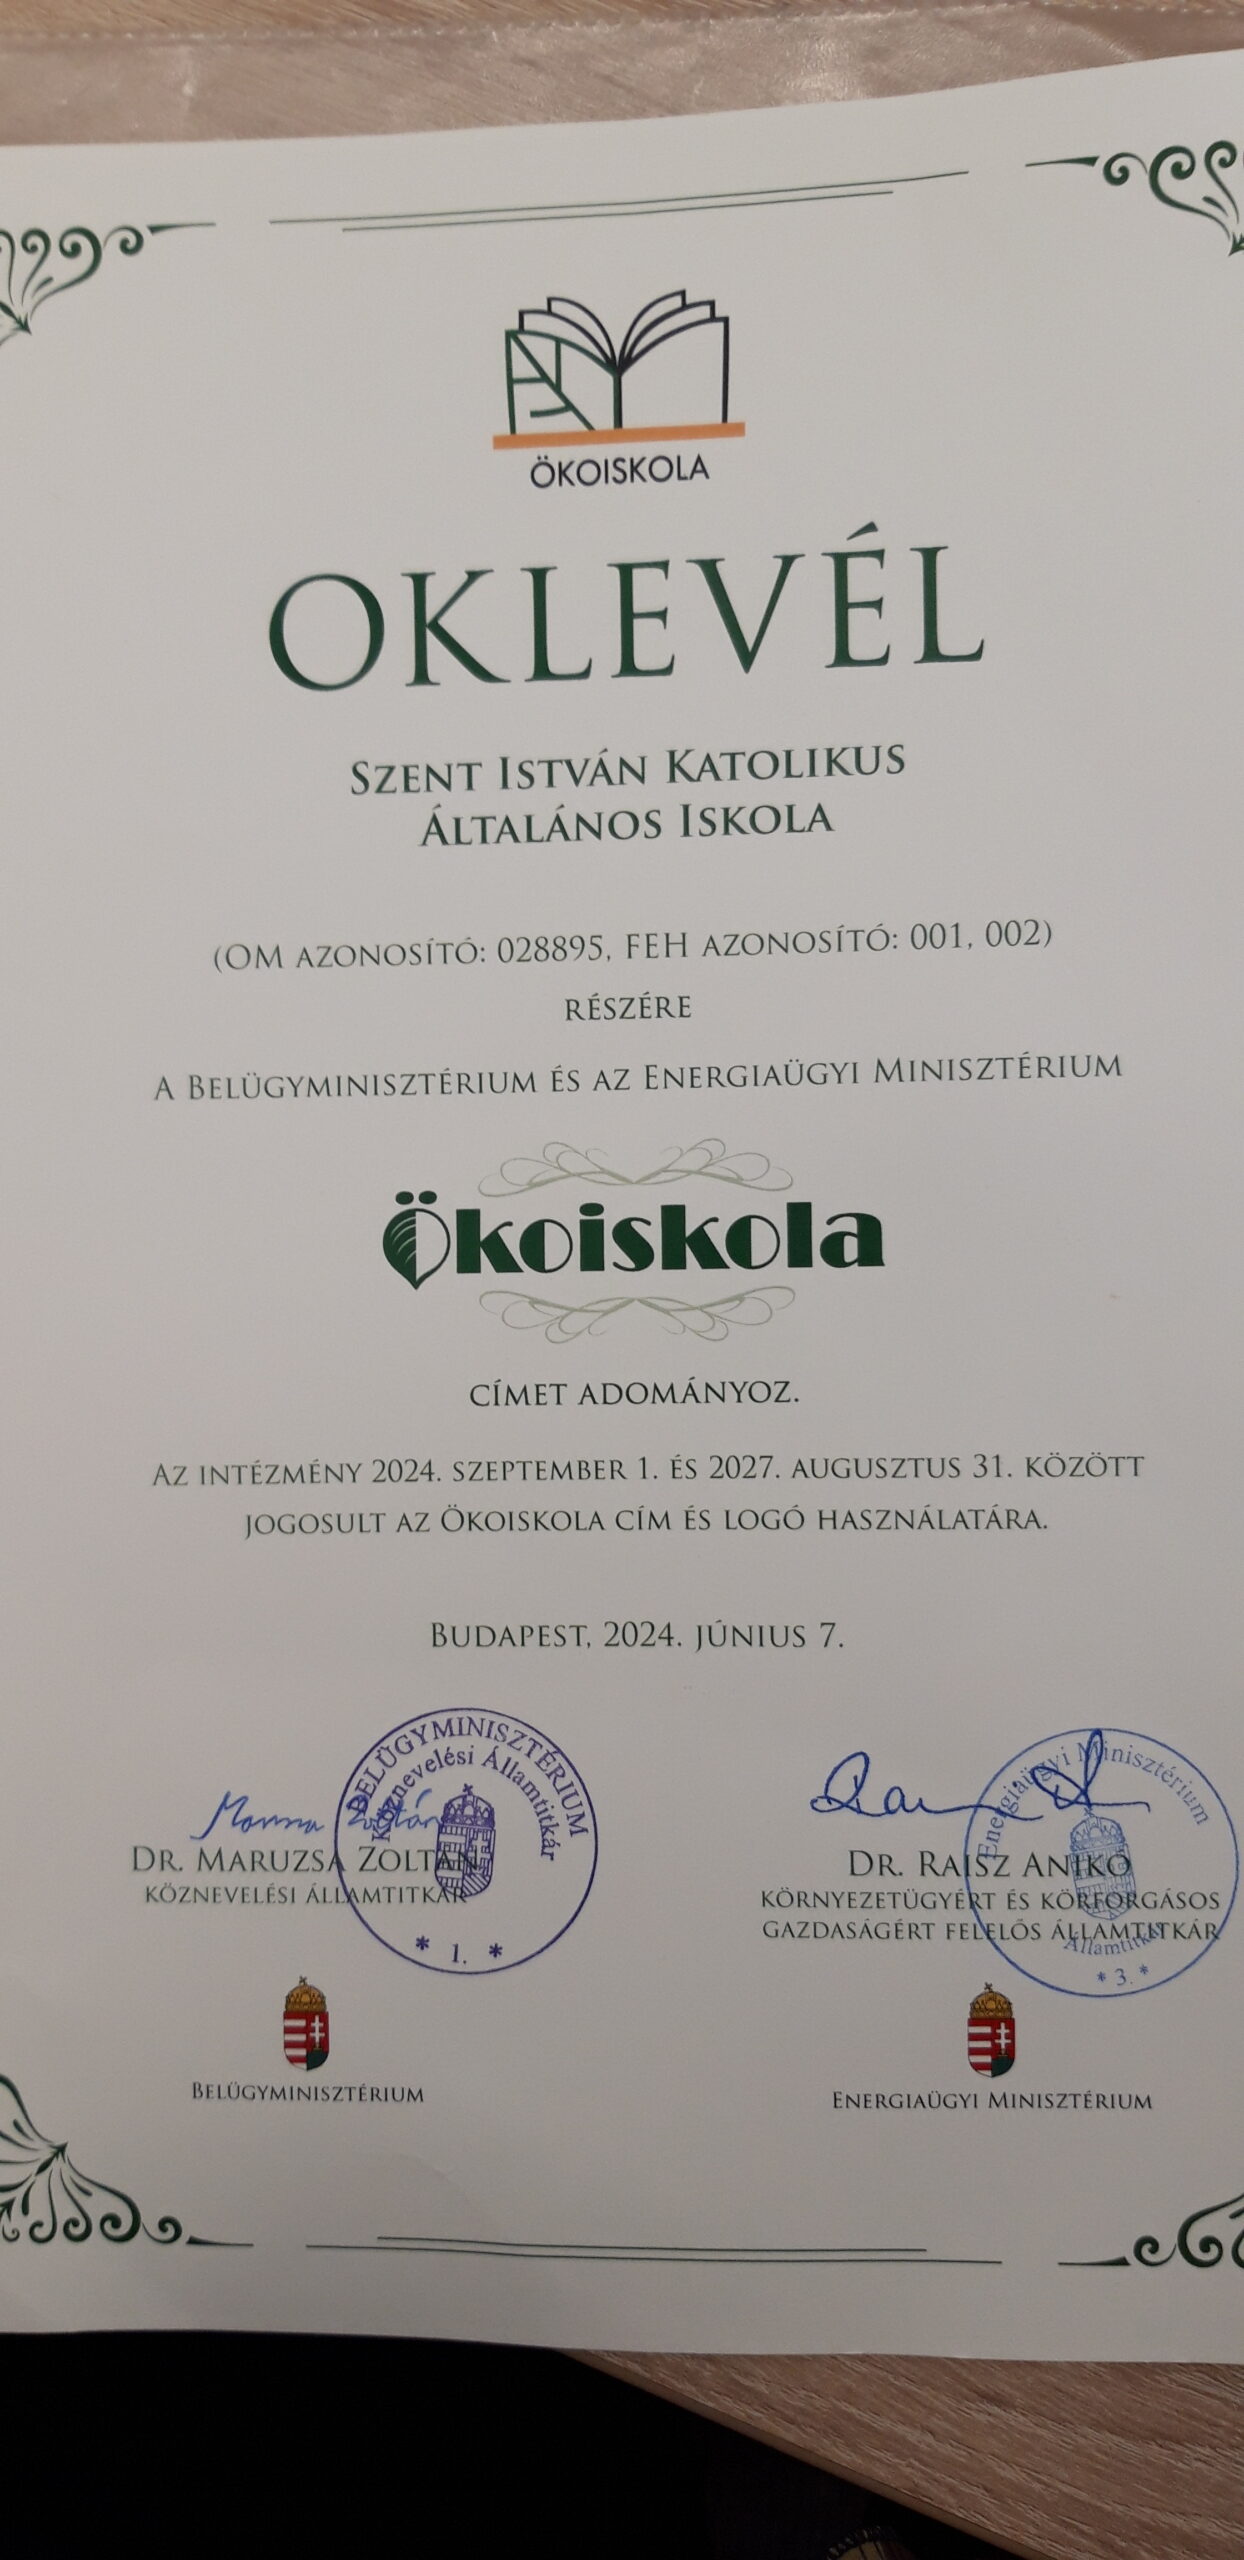 ÖKOISKOLA
OKLEVÉL
SZENT ISTVÁN KATOLIKUS
ÁLTALÁNOS ISKOLA
(OM AZONOSÍTÓ: 028895, FEH AZONOSÍTÓ: 001, 002)
RÉSZÉRE
A BELÜGYMINISZTÉRIUM ÉS AZ ENERGIAÜGYI MINISZTÉRIUM
Ökoiskola
CÍMET ADOMÁNYOZ.
AZ INTÉZMÉNY 2024. SZEPTEMBER 1. ÉS 2027. AUGUSZTUS 31. KÖZÖTT
JOGOSULT AZ ÖKOISKOLA CÍM ÉS LOGÓ HASZNÁLATÁRA.
BUDAPEST, 2024. JÚNIUS 7.
BELÜGYMINISZTÉRIUM
Köznevelési Államtitkár
* 1. *
DR. MARUZSA ZOLTÁN
KÖZNEVELÉSI ÁLLAMTITKÁR
BELÜGYMINISZTÉRIUM
Energiaügyi Minisztérium
Államtitkár
* 3. *
DR. RAISZ ANIKÓ
KÖRNYEZETÜGYÉRT ÉS KÖRFORGÁSOS
GAZDASÁGÉRT FELELŐS ÁLLAMTITKÁR
ENERGIAÜGYI MINISZTÉRIUM